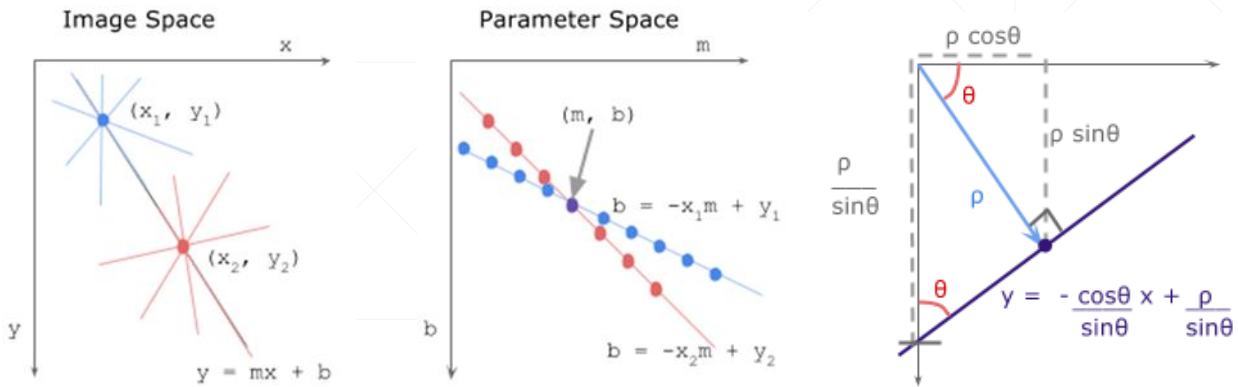 Image Space
x
(x₁, y₁)
(x₂, y₂)
y
y = mx + b
Parameter Space
m
(m, b)
b = -x₁m + y₁
b
b = -x₂m + y₂
ρ cosθ
θ
ρ sinθ
ρ
sinθ
ρ
θ
y = - cosθ/sinθ x + ρ/sinθ